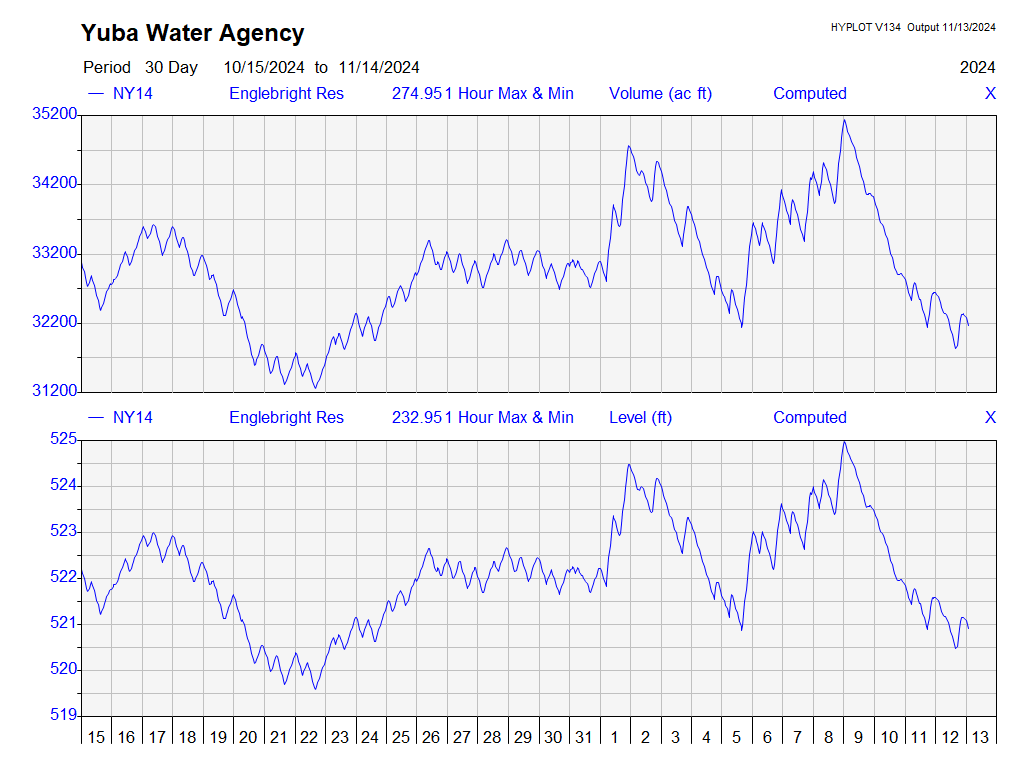 Yuba Water Agency
HYPLOT V134 Output 11/13/2024
Period 30 Day 10/15/2024 to 11/14/2024 2024
NY14 Englebright Res 274.951 Hour Max & Min Volume (ac ft) Computed X
35200
34200
33200
32200
31200
NY14 Englebright Res 232.951 Hour Max & Min Level (ft) Computed X
525
524
523
522
521
520
519
15 16 17 18 19 20 21 22 23 24 25 26 27 28 29 30 31 1 2 3 4 5 6 7 8 9 10 11 12 13